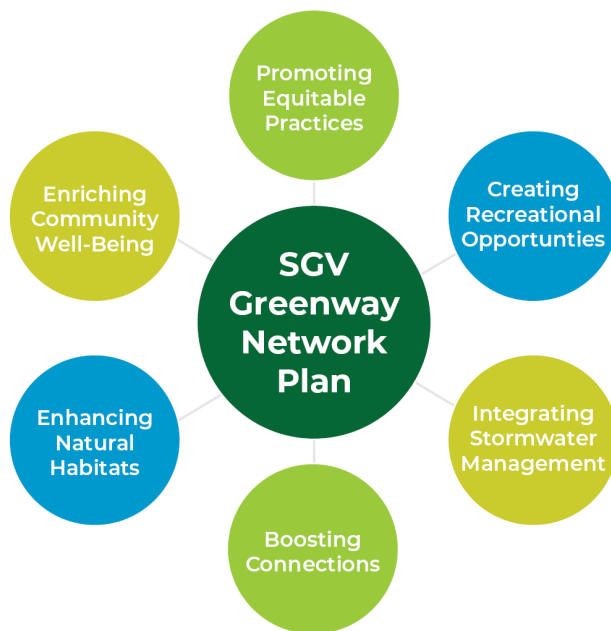 Promoting
Equitable
Practices
Creating
Recreational
Opportunties
Integrating
Stormwater
Management
Boosting
Connections
Enhancing
Natural
Habitats
Enriching
Community
Well-Being
SGV
Greenway
Network
Plan